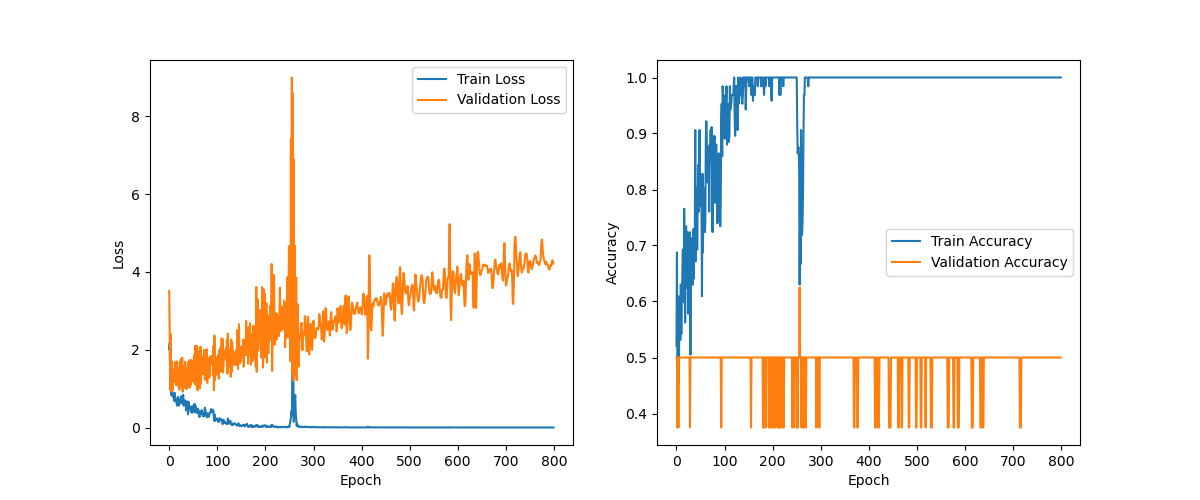 Train Loss
Validation Loss
8
6
4
2
0
Loss
0 100 200 300 400 500 600 700 800
Epoch
1.0
0.9
0.8
0.7
0.6
0.5
0.4
Accuracy
Train Accuracy
Validation Accuracy
0 100 200 300 400 500 600 700 800
Epoch